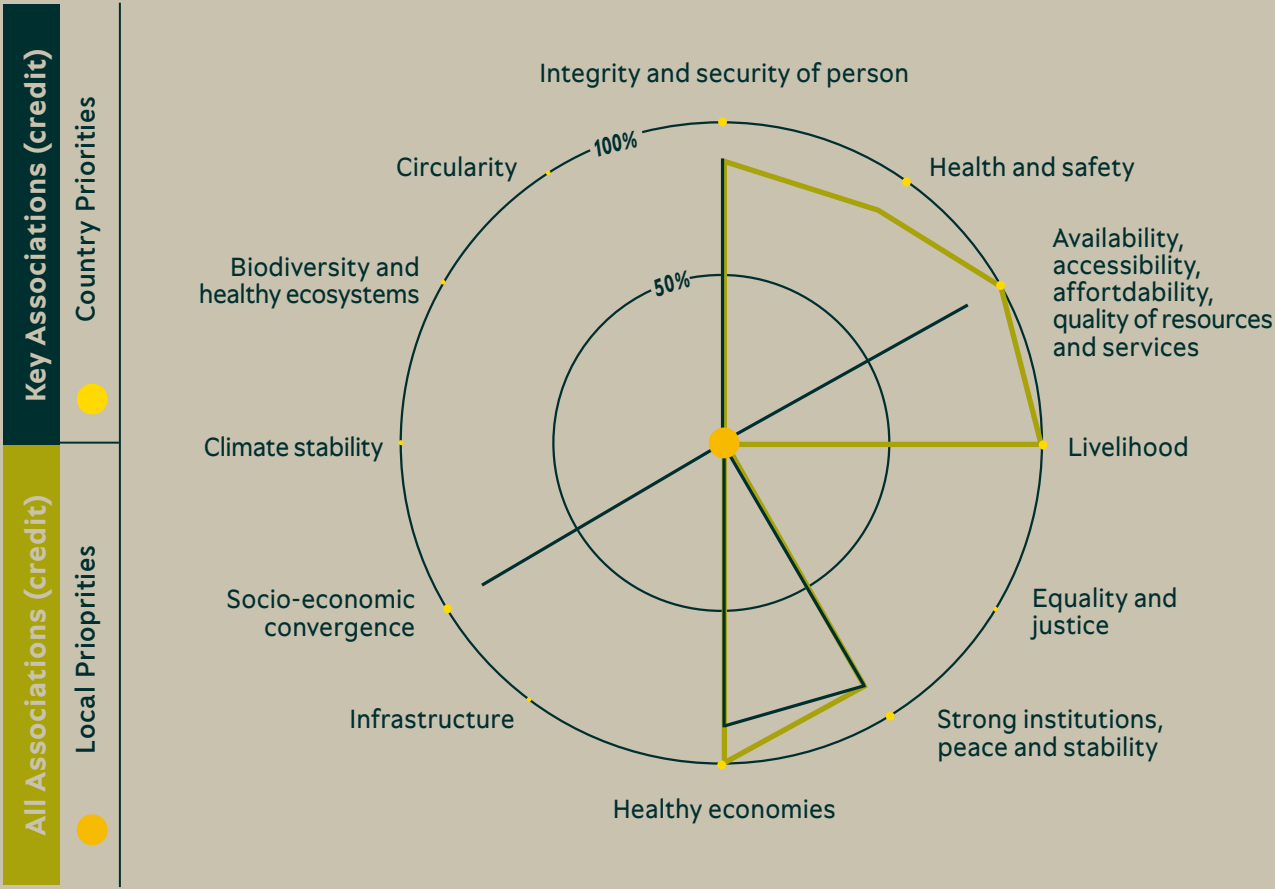 Key Associations (credit)
Country Priorities
All Associations (credit)
Local Prioprities
Integrity and security of person
100%
Circularity
Health and safety
Availability,
accessibility,
affortdability,
quality of resources
and services
Biodiversity and
healthy ecosystems
50%
Climate stability
Livelihood
Socio-economic
convergence
Equality and
justice
Infrastructure
Strong institutions,
peace and stability
Healthy economies